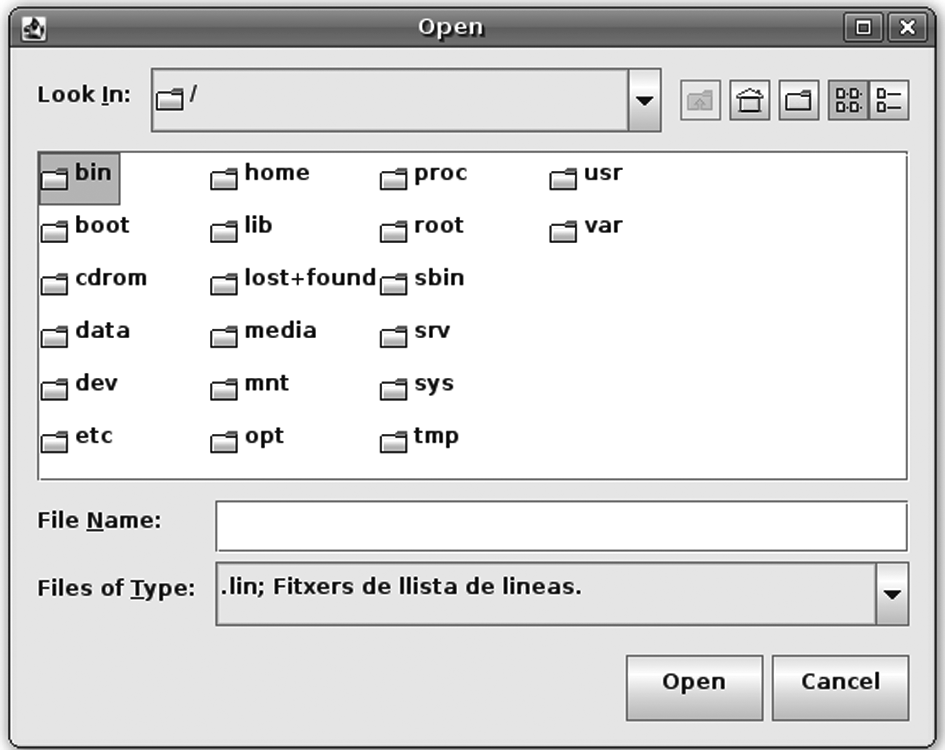 Open
Look In: /
bin home proc usr
boot lib root var
cdrom lost+found sbin
data media srv
dev mnt sys
etc opt tmp
File Name:
Files of Type: .lin; Fitxers de llista de lineas.
Open Cancel